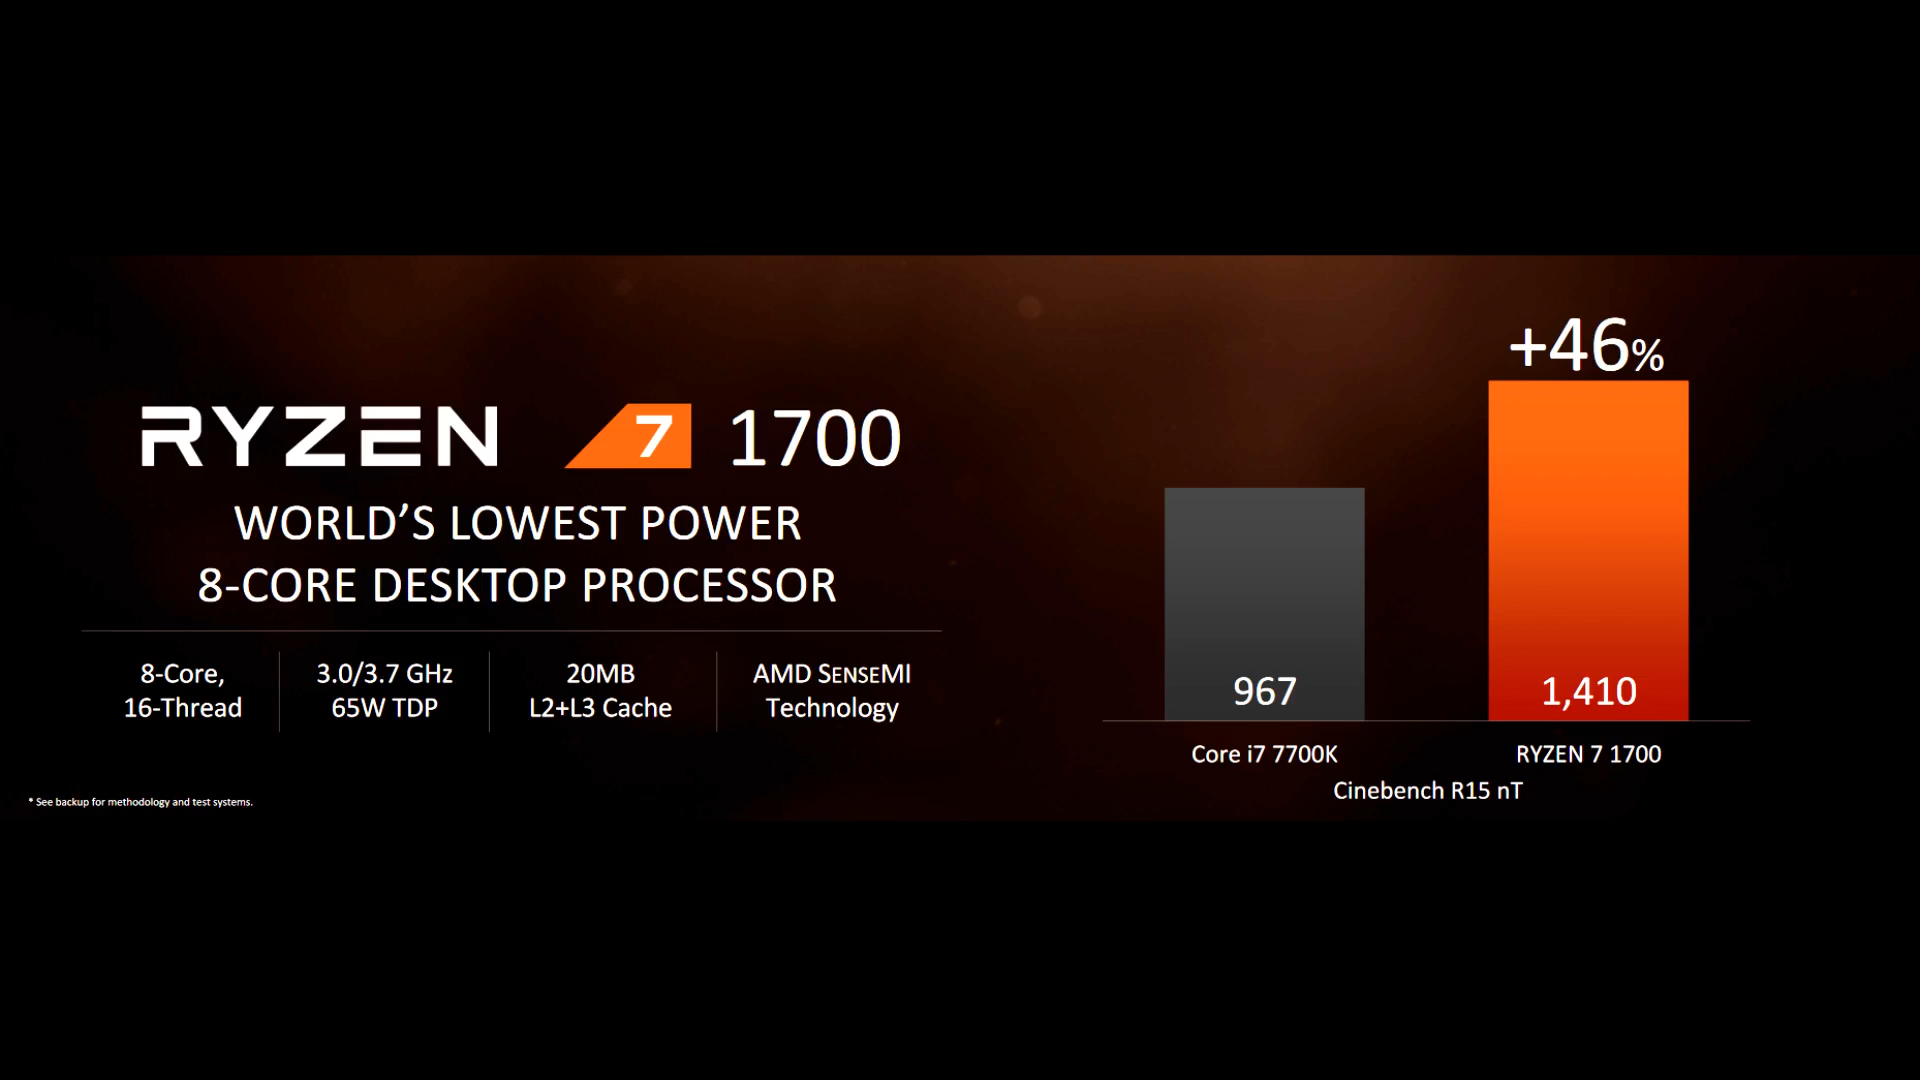 RYZEN 7 1700
WORLD’S LOWEST POWER
8-CORE DESKTOP PROCESSOR
8-Core,
16-Thread
3.0/3.7 GHz
65W TDP
20MB
L2+L3 Cache
AMD SENSEMI
Technology
* See backup for methodology and test systems.
+46%
967
1,410
Core i7 7700K
RYZEN 7 1700
Cinebench R15 nT